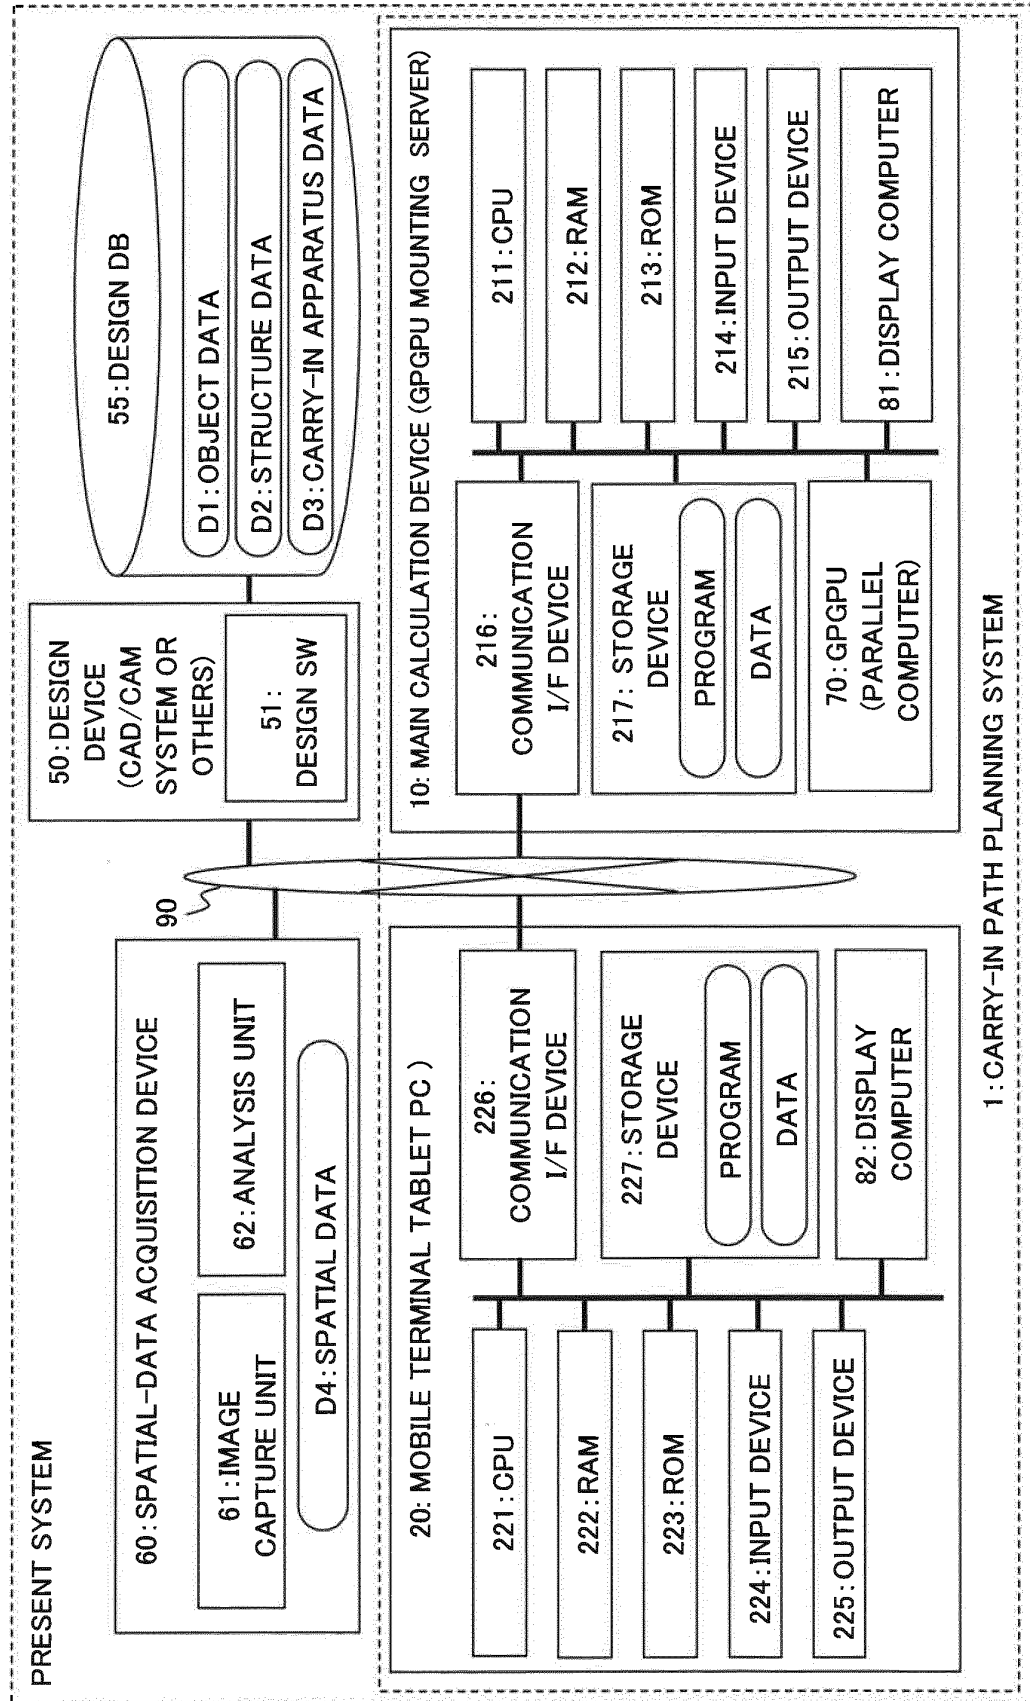 PRESENT SYSTEM
60:SPATIAL-DATA ACQUISITION DEVICE
61:IMAGE
CAPTURE UNIT
62:ANALYSIS UNIT
D4:SPATIAL DATA
90
50:DESIGN
DEVICE
(CAD/CAM
SYSTEM OR
OTHERS)
51:
DESIGN SW
55:DESIGN DB
D1:OBJECT DATA
D2:STRUCTURE DATA
D3:CARRY-IN APPARATUS DATA
20: MOBILE TERMINAL TABLET PC )
221:CPU
222:RAM
223:ROM
224:INPUT DEVICE
225:OUTPUT DEVICE
226:
COMMUNICATION
I/F DEVICE
227:STORAGE
DEVICE
PROGRAM
DATA
82:DISPLAY
COMPUTER
10: MAIN CALCULATION DEVICE (GPGPU MOUNTING SERVER)
216:
COMMUNICATION
I/F DEVICE
217: STORAGE
DEVICE
PROGRAM
DATA
70:GPGPU
(PARALLEL
COMPUTER)
211:CPU
212:RAM
213:ROM
214:INPUT DEVICE
215:OUTPUT DEVICE
81:DISPLAY COMPUTER
1:CARRY-IN PATH PLANNING SYSTEM